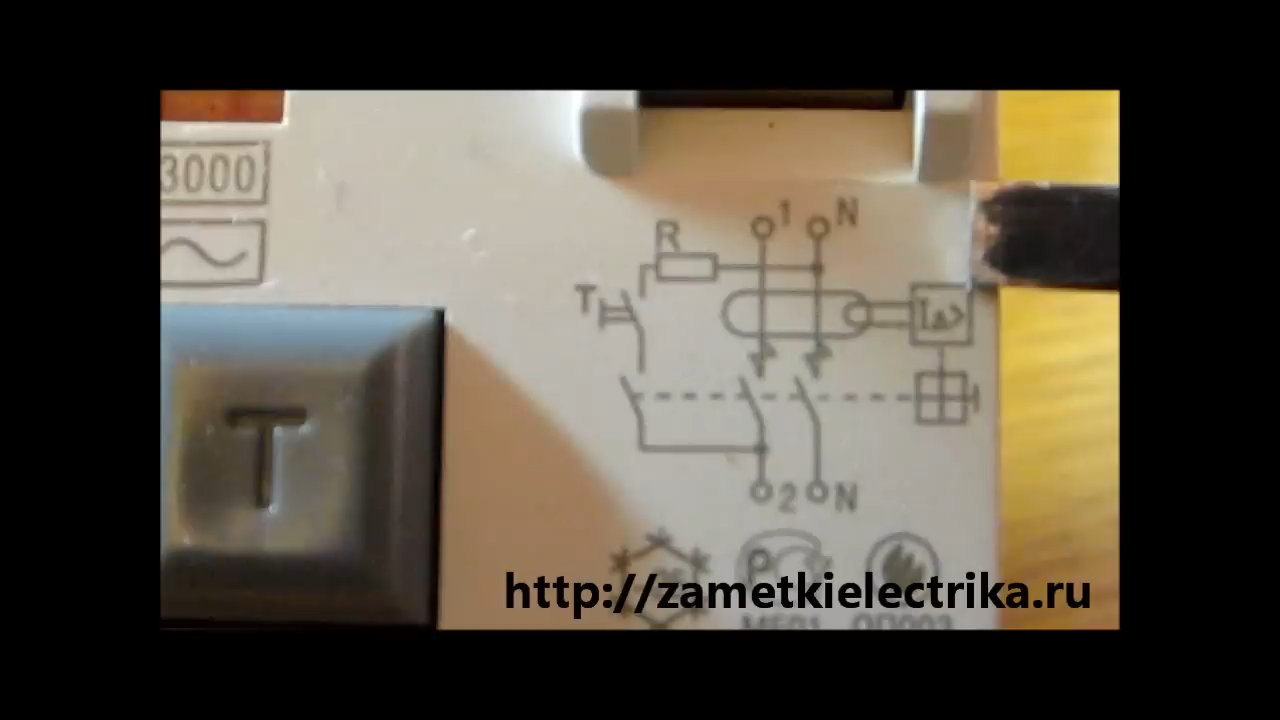 3000
1 N
R
T
I△>
T
2 N
http://zametkielectrika.ru